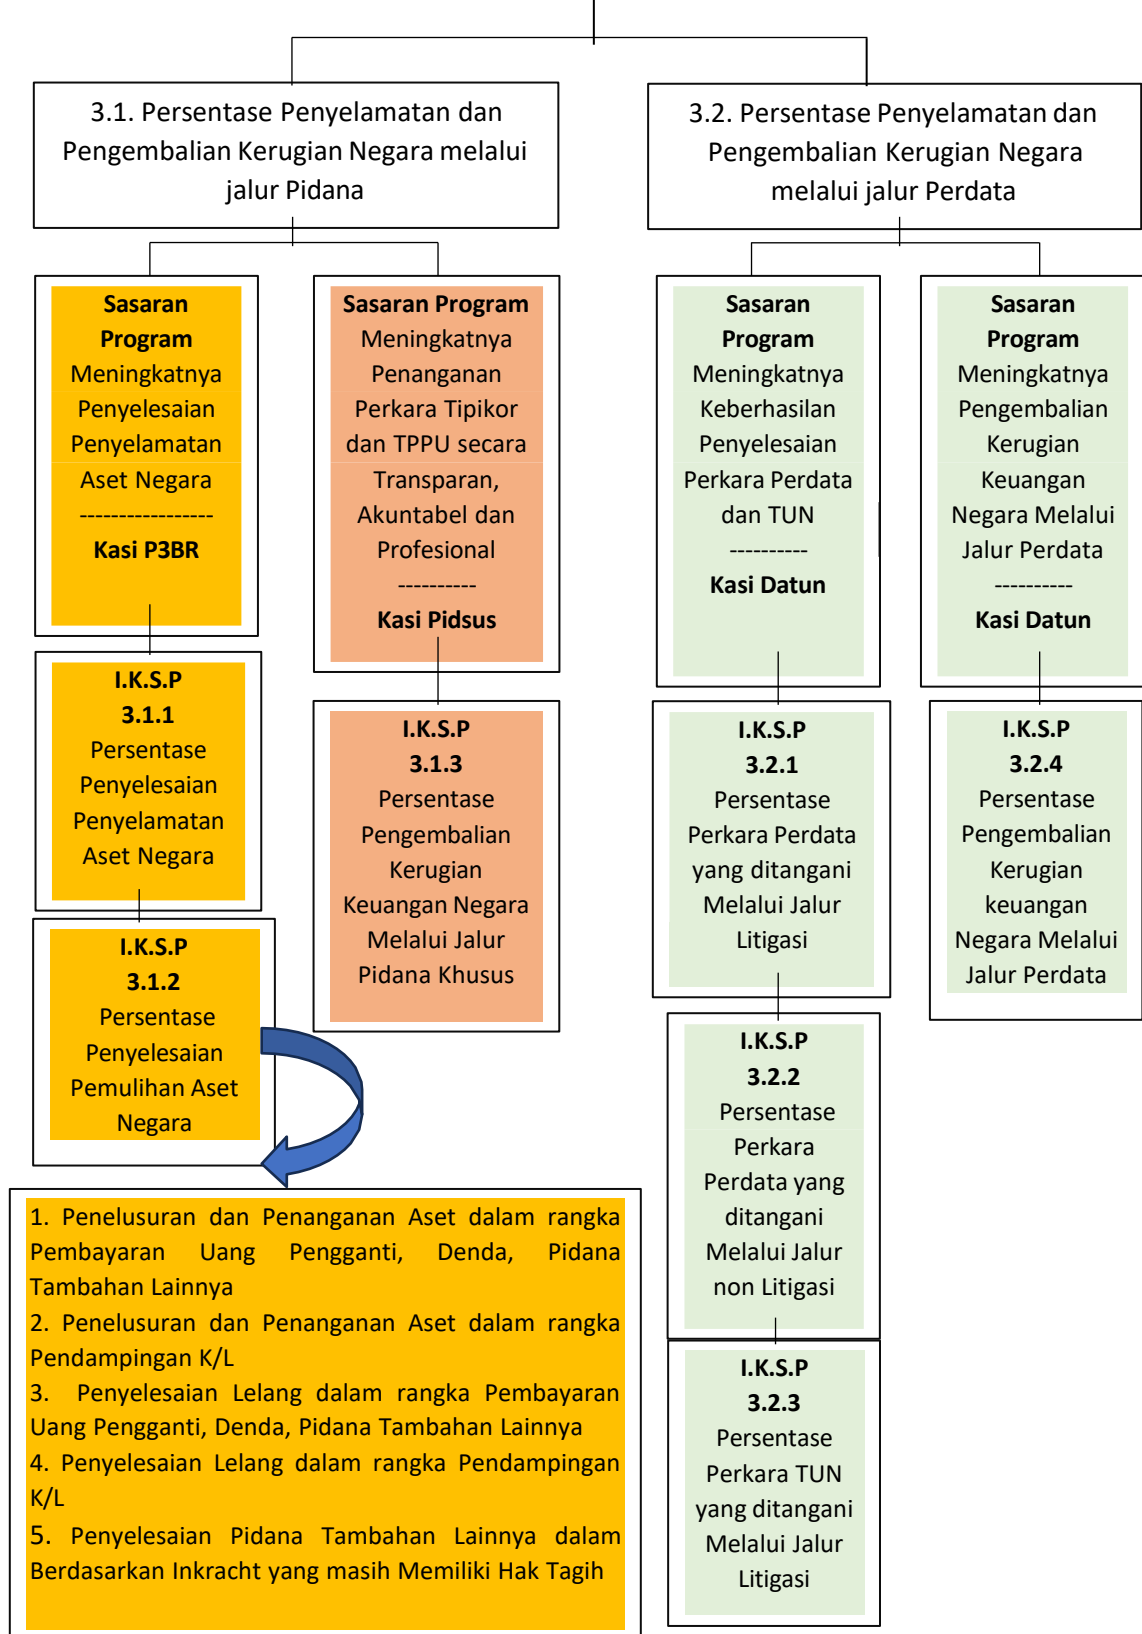 3.1. Persentase Penyelamatan dan
Pengembalian Kerugian Negara melalui
jalur Pidana
3.2. Persentase Penyelamatan dan
Pengembalian Kerugian Negara
melalui jalur Perdata
Sasaran
Program
Meningkatnya
Penyelesaian
Penyelamatan
Aset Negara
-----------------
Kasi P3BR
Sasaran Program
Meningkatnya
Penanganan
Perkara Tipikor
dan TPPU secara
Transparan,
Akuntabel dan
Profesional
----------
Kasi Pidsus
Sasaran
Program
Meningkatnya
Keberhasilan
Penyelesaian
Perkara Perdata
dan TUN
----------
Kasi Datun
Sasaran
Program
Meningkatnya
Pengembalian
Kerugian
Keuangan
Negara Melalui
Jalur Perdata
----------
Kasi Datun
I.K.S.P
3.1.1
Persentase
Penyelesaian
Penyelamatan
Aset Negara
I.K.S.P
3.1.2
Persentase
Penyelesaian
Pemulihan Aset
Negara
I.K.S.P
3.1.3
Persentase
Pengembalian
Kerugian
Keuangan Negara
Melalui Jalur
Pidana Khusus
I.K.S.P
3.2.1
Persentase
Perkara Perdata
yang ditangani
Melalui Jalur
Litigasi
I.K.S.P
3.2.4
Persentase
Pengembalian
Kerugian
keuangan
Negara Melalui
Jalur Perdata
I.K.S.P
3.2.2
Persentase
Perkara
Perdata yang
ditangani
Melalui Jalur
non Litigasi
I.K.S.P
3.2.3
Persentase
Perkara TUN
yang ditangani
Melalui Jalur
Litigasi
1. Penelusuran dan Penanganan Aset dalam rangka
Pembayaran Uang Pengganti, Denda, Pidana
Tambahan Lainnya
2. Penelusuran dan Penanganan Aset dalam rangka
Pendampingan K/L
3. Penyelesaian Lelang dalam rangka Pembayaran
Uang Pengganti, Denda, Pidana Tambahan Lainnya
4. Penyelesaian Lelang dalam rangka Pendampingan
K/L
5. Penyelesaian Pidana Tambahan Lainnya dalam
Berdasarkan Inkracht yang masih Memiliki Hak Tagih